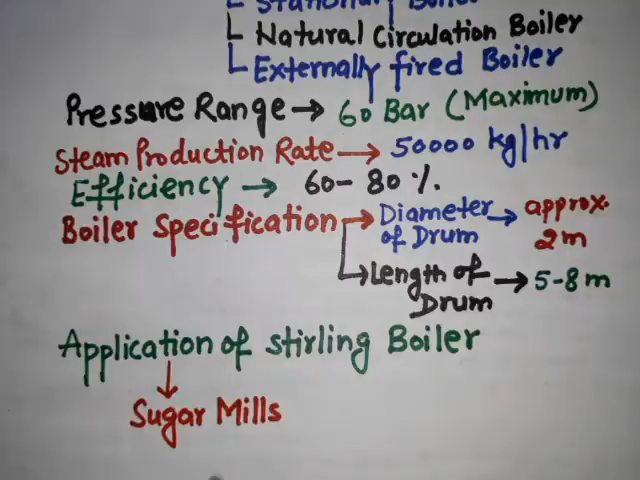 └ Stationary Boiler
└ Natural Circulation Boiler
└ Externally fired Boiler
Pressure Range → 60 Bar (Maximum)
Steam Production Rate → 50000 kg/hr
Efficiency → 60-80 %.
Boiler Specification → Diameter of Drum → approx. 2m
→ Length of Drum → 5-8 m
Application of stirling Boiler
↓
Sugar Mills